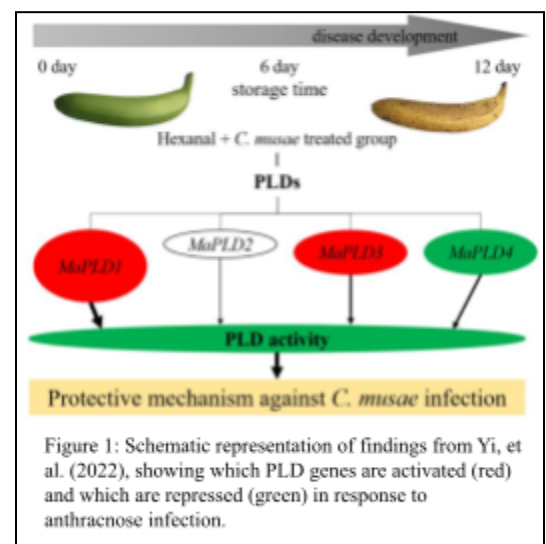 disease development
0 day 6 day 12 day
storage time
Hexanal + C. musae treated group
PLDs
MaPLD1 MaPLD2 MaPLD3 MaPLD4
PLD activity
Protective mechanism against C. musae infection
Figure 1: Schematic representation of findings from Yi, et
al. (2022), showing which PLD genes are activated (red)
and which are repressed (green) in response to
anthracnose infection.